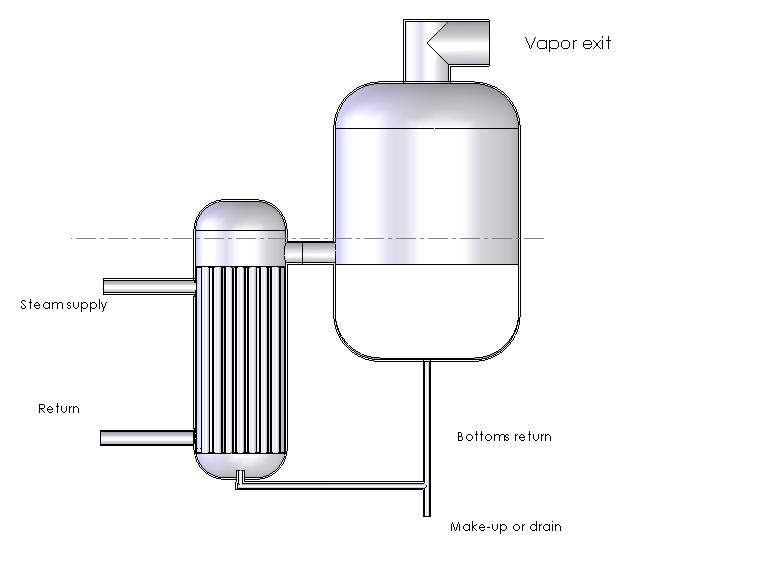 Vapor exit
Steam supply
Return
Bottoms return
Make-up or drain